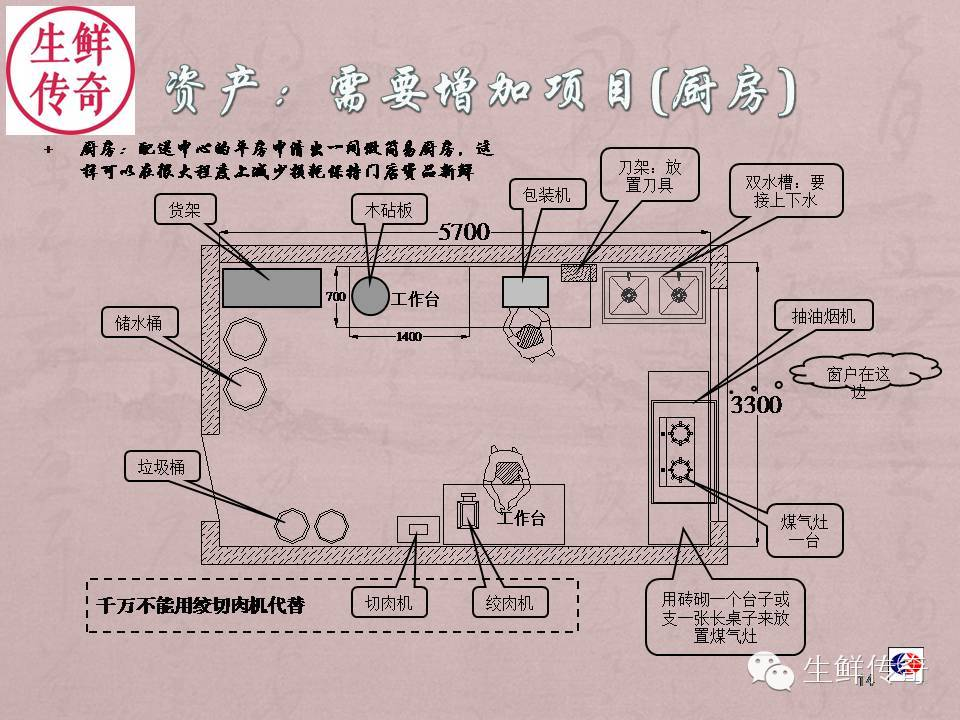 生鲜
传奇
资产：需要增加项目(厨房)
+ 厨房：配送中心的平房中倩出一间做简易厨房，这
样可以在很大程度上减少损耗保持门店货品新鲜
刀架：放
置刀具
包装机
双水槽：要
接上下水
货架
木砧板
5700
700
工作台
1400
储水桶
抽油烟机
窗户在这
边
3300
垃圾桶
工作台
煤气灶
一台
千万不能用绞切肉机代替
切肉机
绞肉机
用砖砌一个台子或
支一张长桌子来放
置煤气灶
生鲜传奇
14